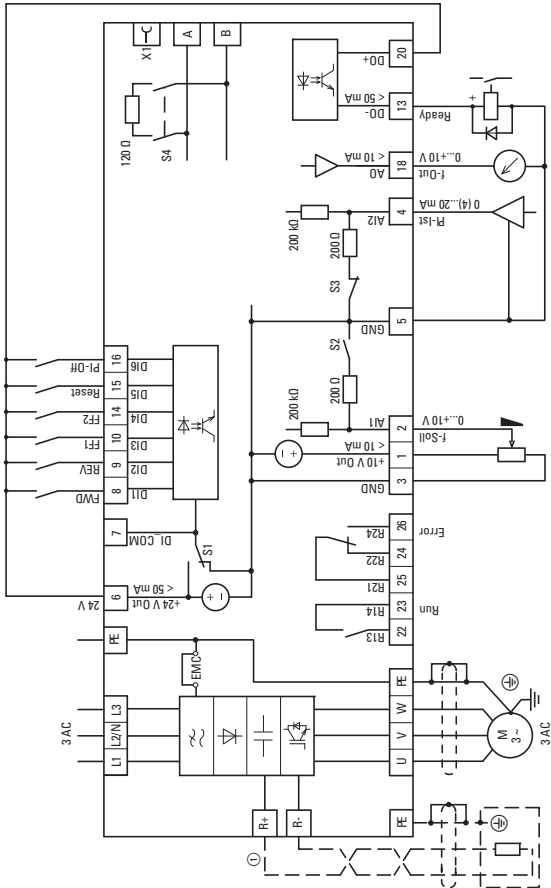 X1
A
B
120 Ω
S4
20
DO+
13
DO-
< 50 mA
Ready
18
AO
< 10 mA
f-Out
0...+10 V
4
AI2
PI-Ist
0 (4)...20 mA
200 kΩ
200 Ω
S3
5
GND
S2
200 Ω
200 kΩ
2
AI1
f-Soll
0...+10 V
1
+10 V Out
< 10 mA
3
GND
16
DI6
PI-Off
15
DI5
Reset
14
DI4
FF2
10
DI3
FF1
9
DI2
REV
8
DI1
FWD
7
DI_COM
S1
6
24 V
+24 V Out
< 50 mA
26
R24
Error
24
R22
25
R21
23
R14
Run
22
R13
PE
EMC
3 AC
L3
L2/N
L1
PE
W
V
U
M
3 ~
3 AC
R+
R-
PE
①
+
- +
+ -